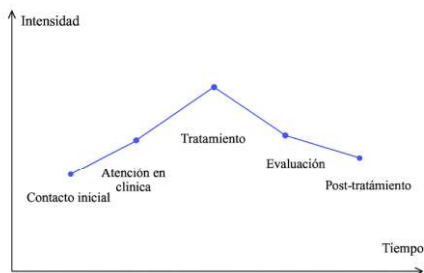 Intensidad
Tratamiento
Atención en
clínica
Evaluación
Contacto inicial
Post-tratámiento
Tiempo